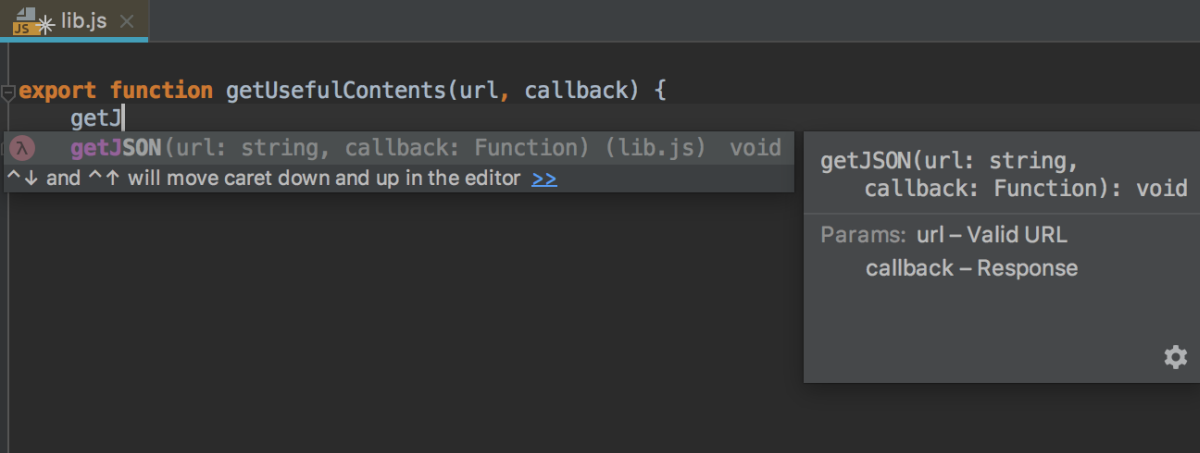 JS lib.js
export function getUsefulContents(url, callback) {
getJ
λ getJSON(url: string, callback: Function) (lib.js) void
^↓ and ^↑ will move caret down and up in the editor >>
getJSON(url: string,
callback: Function): void
Params: url – Valid URL
callback – Response